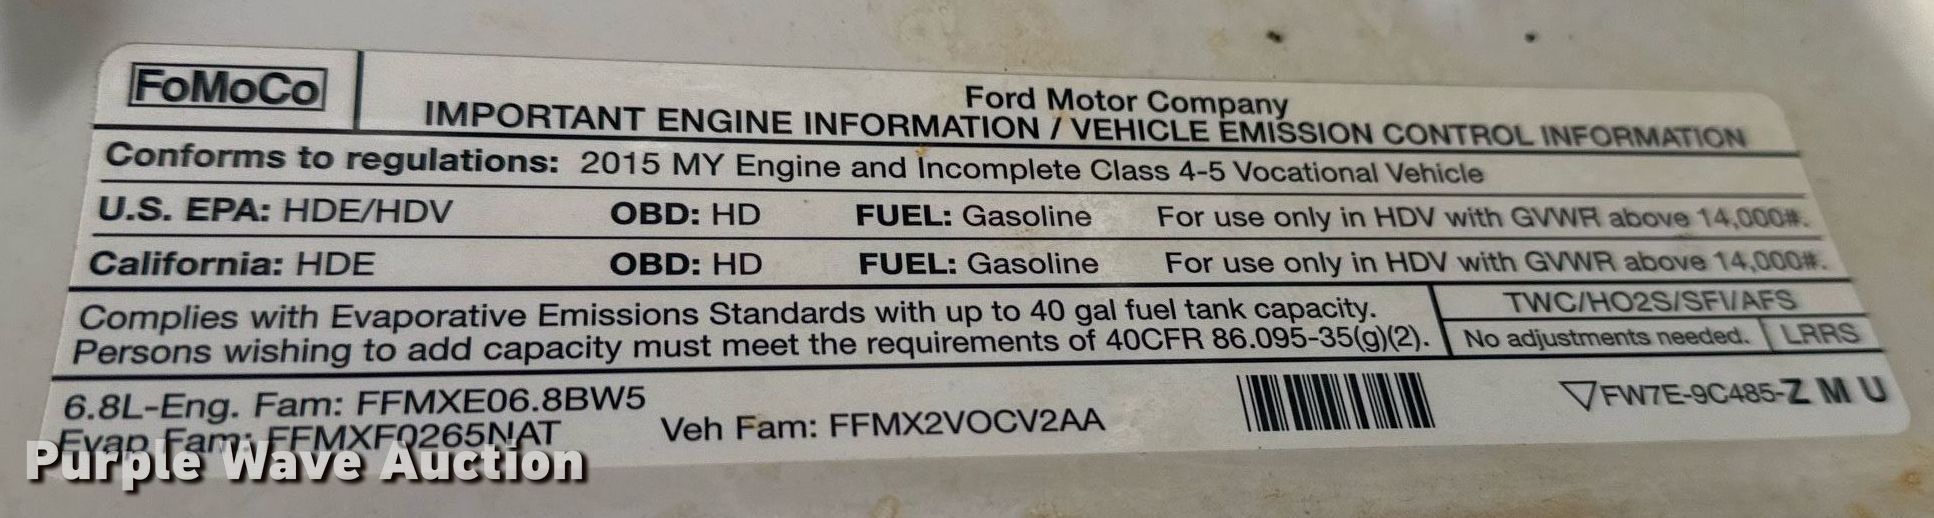 FoMoCo
Ford Motor Company
IMPORTANT ENGINE INFORMATION / VEHICLE EMISSION CONTROL INFORMATION
Conforms to regulations: 2015 MY Engine and Incomplete Class 4-5 Vocational Vehicle
U.S. EPA: HDE/HDV OBD: HD FUEL: Gasoline For use only in HDV with GVWR above 14,000#.
California: HDE OBD: HD FUEL: Gasoline For use only in HDV with GVWR above 14,000#.
Complies with Evaporative Emissions Standards with up to 40 gal fuel tank capacity.
Persons wishing to add capacity must meet the requirements of 40CFR 86.095-35(g)(2).
TWC/HO2S/SFI/AFS
No adjustments needed. LRRS
6.8L-Eng. Fam: FFMXE06.8BW5
Evap Fam: FFMXF0265NAT
Veh Fam: FFMX2VOCV2AA
▽FW7E-9C485-Z M U
Purple Wave Auction